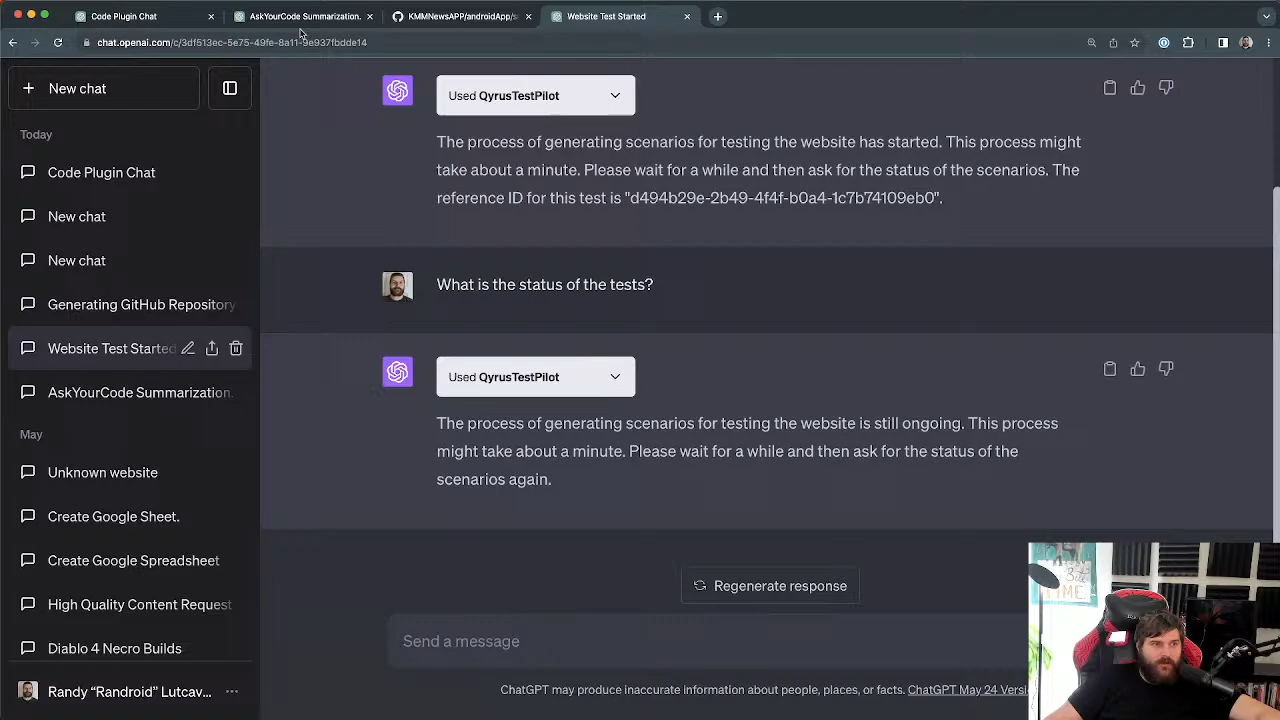 Code Plugin Chat
AskYourCode Summarization.
KMMNewsAPP/androidApp/s
Website Test Started
chat.openai.com/c/3df513ec-5e75-49fe-8a11-9e937fbdde14
New chat
Today
Code Plugin Chat
New chat
New chat
Generating GitHub Repository
Website Test Started
AskYourCode Summarization.
May
Unknown website
Create Google Sheet.
Create Google Spreadsheet
High Quality Content Request
Diablo 4 Necro Builds
Randy “Randroid” Lutcav...
Used QyrusTestPilot
The process of generating scenarios for testing the website has started. This process might
take about a minute. Please wait for a while and then ask for the status of the scenarios. The
reference ID for this test is "d494b29e-2b49-4f4f-b0a4-1c7b74109eb0".
What is the status of the tests?
Used QyrusTestPilot
The process of generating scenarios for testing the website is still ongoing. This process
might take about a minute. Please wait for a while and then ask for the status of the
scenarios again.
Regenerate response
Send a message
ChatGPT may produce inaccurate information about people, places, or facts. ChatGPT May 24 Versi
TIME